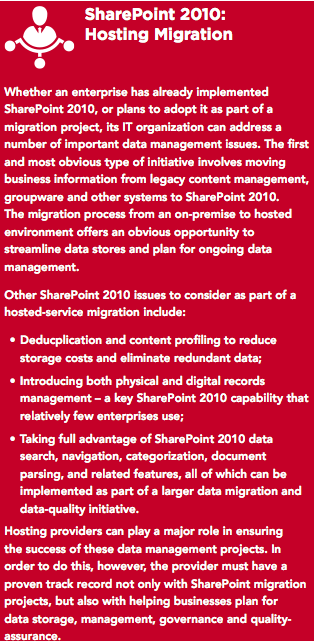 SharePoint 2010:
Hosting Migration
Whether an enterprise has already implemented
SharePoint 2010, or plans to adopt it as part of a
migration project, its IT organization can address a
number of important data management issues. The first
and most obvious type of initiative involves moving
business information from legacy content management,
groupware and other systems to SharePoint 2010.
The migration process from an on-premise to hosted
environment offers an obvious opportunity to
streamline data stores and plan for ongoing data
management.
Other SharePoint 2010 issues to consider as part of a
hosted-service migration include:
• Deducplication and content profiling to reduce
storage costs and eliminate redundant data;
• Introducing both physical and digital records
management – a key SharePoint 2010 capability that
relatively few enterprises use;
• Taking full advantage of SharePoint 2010 data
search, navigation, categorization, document
parsing, and related features, all of which can be
implemented as part of a larger data migration and
data-quality initiative.
Hosting providers can play a major role in ensuring
the success of these data management projects. In
order to do this, however, the provider must have a
proven track record not only with SharePoint migration
projects, but also with helping businesses plan for
data storage, management, governance and quality-
assurance.